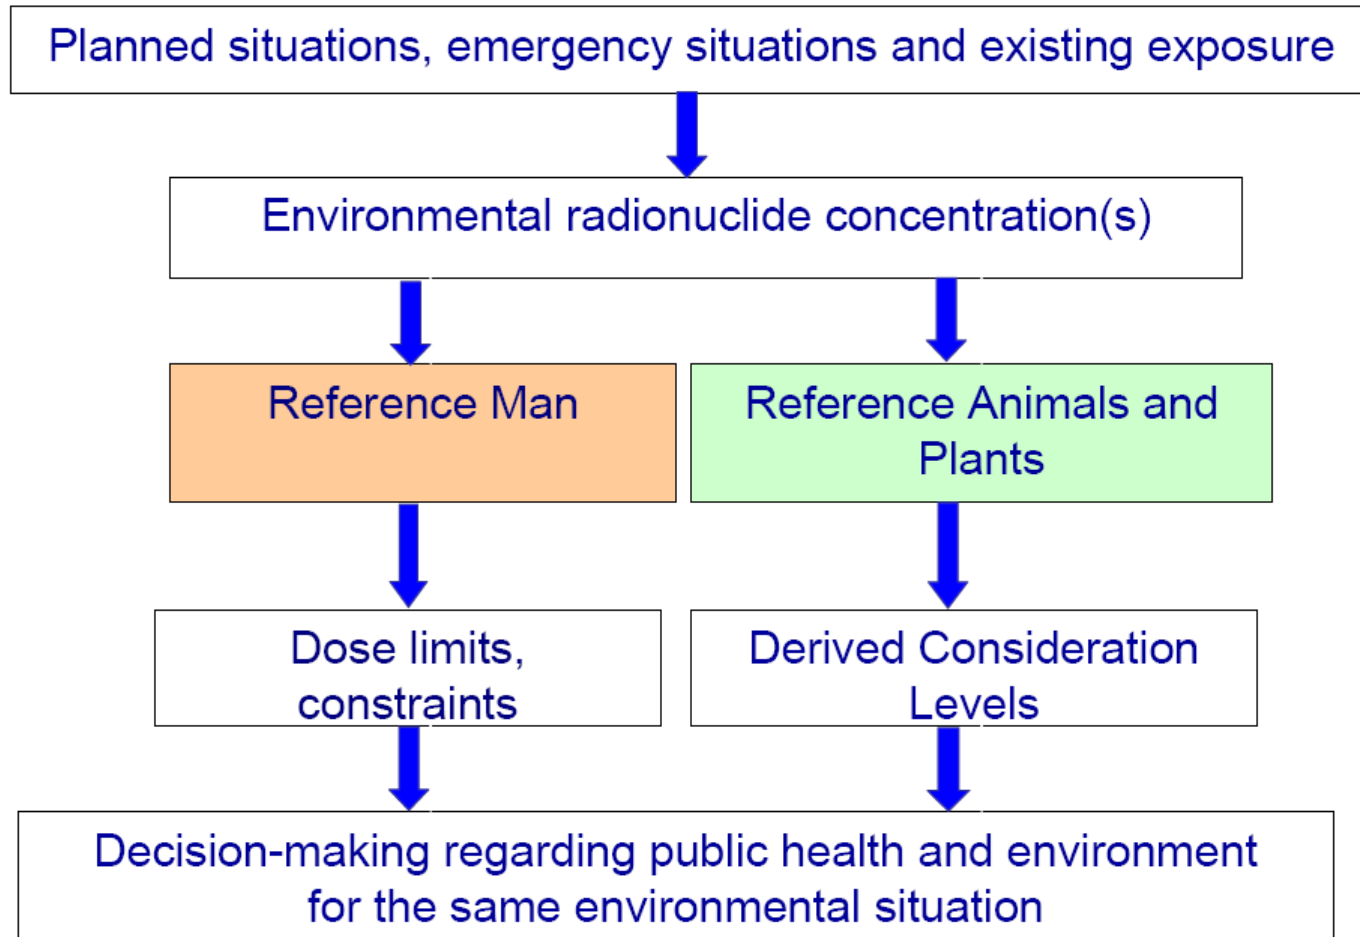 Planned situations, emergency situations and existing exposure
Environmental radionuclide concentration(s)
Reference Man
Reference Animals and
Plants
Dose limits,
constraints
Derived Consideration
Levels
Decision-making regarding public health and environment
for the same environmental situation